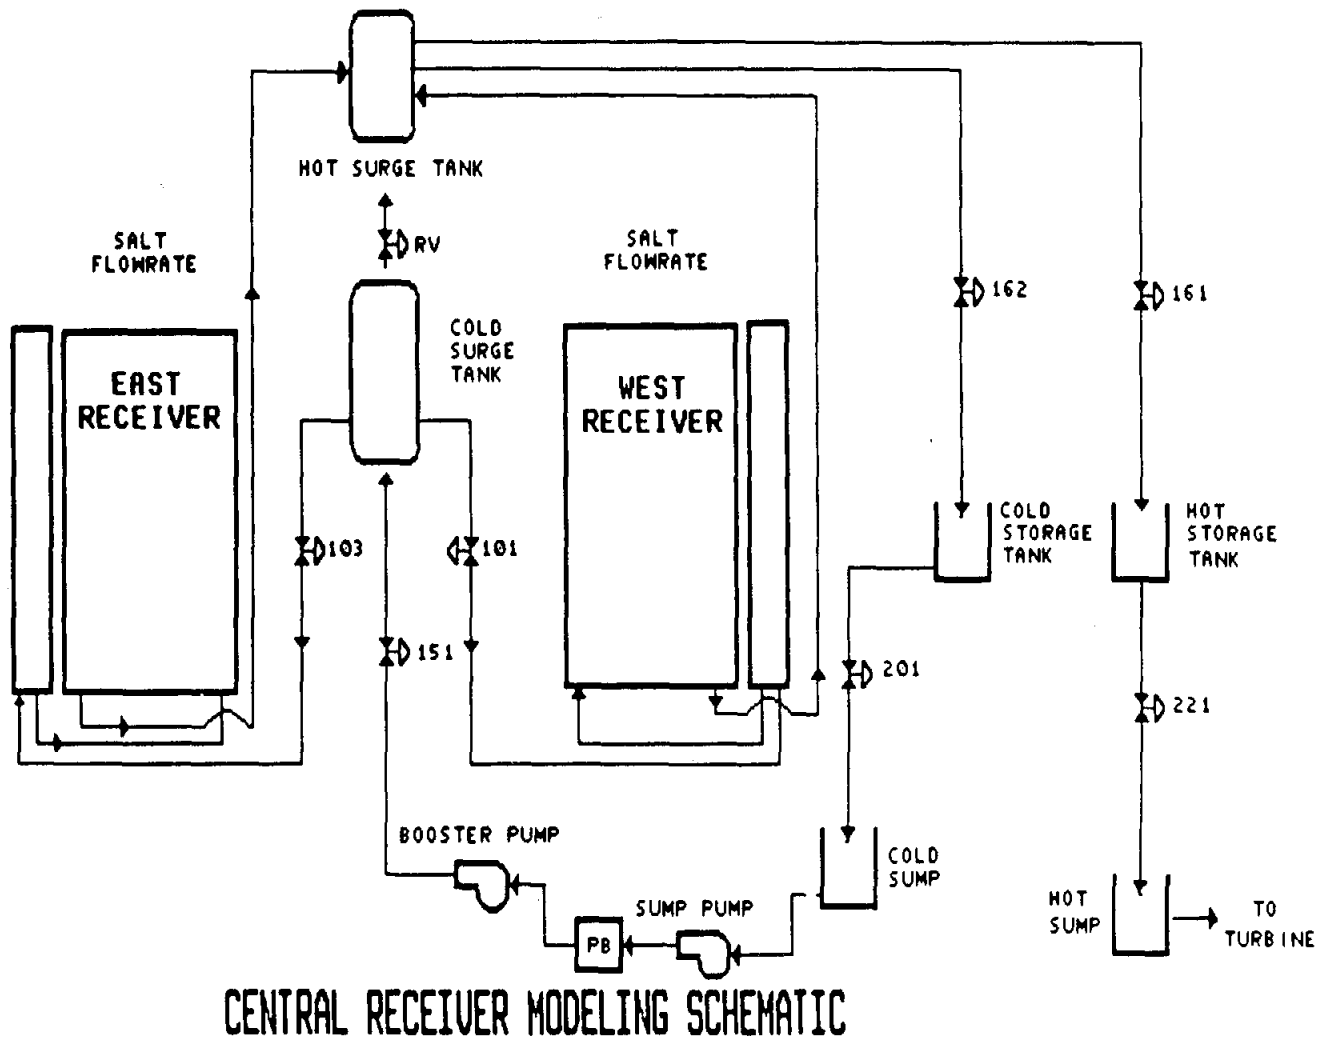 HOT SURGE TANK
SALT
FLOWRATE
RV
SALT
FLOWRATE
162
161
COLD
SURGE
TANK
EAST
RECEIVER
WEST
RECEIVER
103
101
COLD
STORAGE
TANK
HOT
STORAGE
TANK
151
201
221
BOOSTER PUMP
COLD
SUMP
SUMP PUMP
PB
HOT
SUMP
TO
TURBINE
CENTRAL RECEIVER MODELING SCHEMATIC